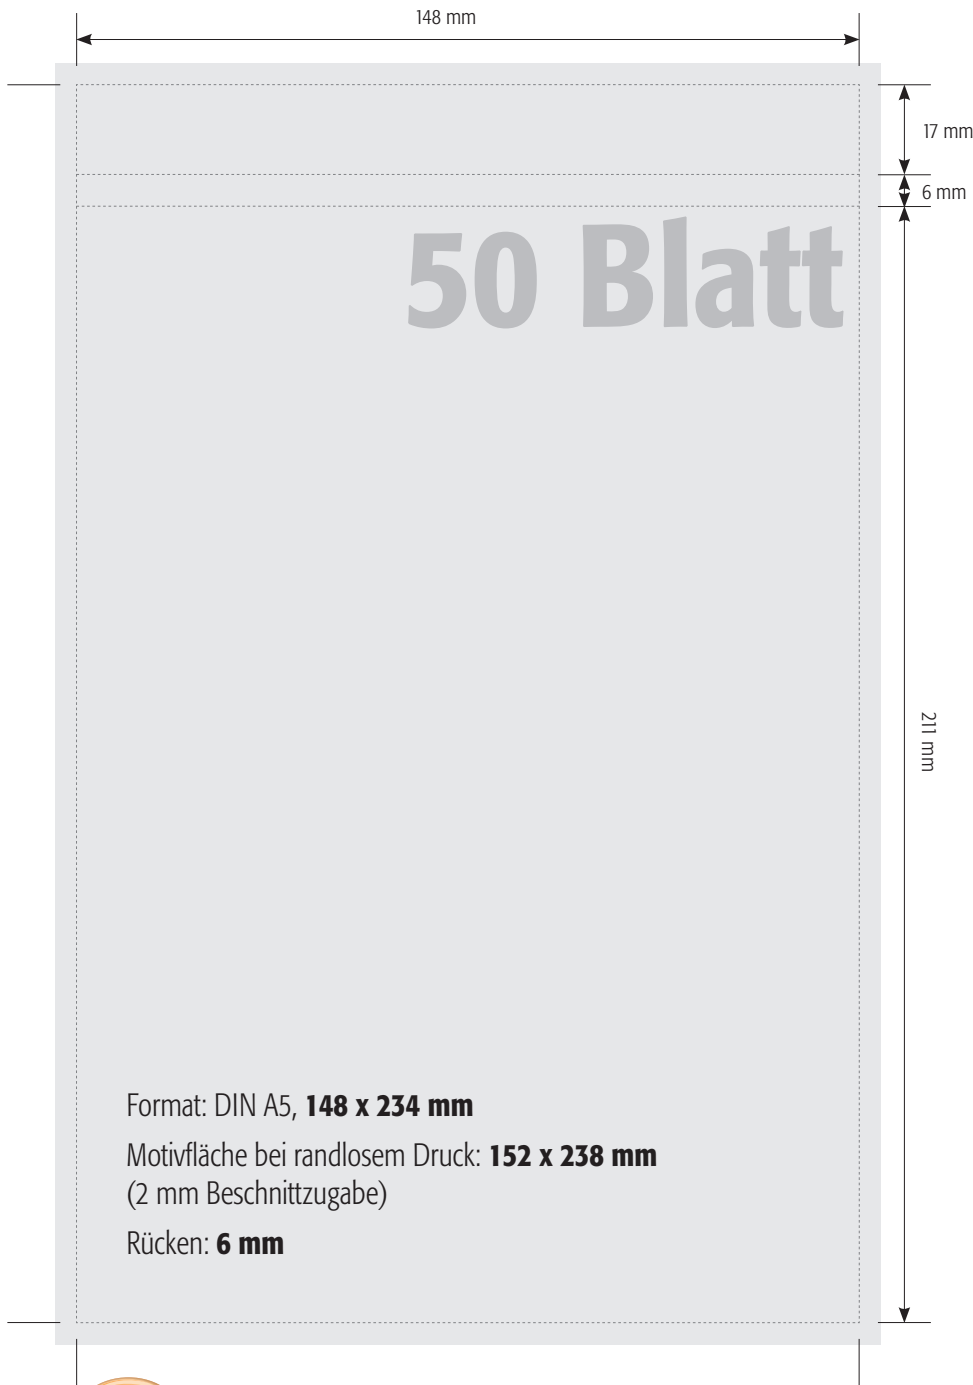 148 mm
17 mm
6 mm
50 Blatt
211 mm
Format: DIN A5, 148 x 234 mm
Motivfläche bei randlosem Druck: 152 x 238 mm
(2 mm Beschnittzugabe)
Rücken: 6 mm